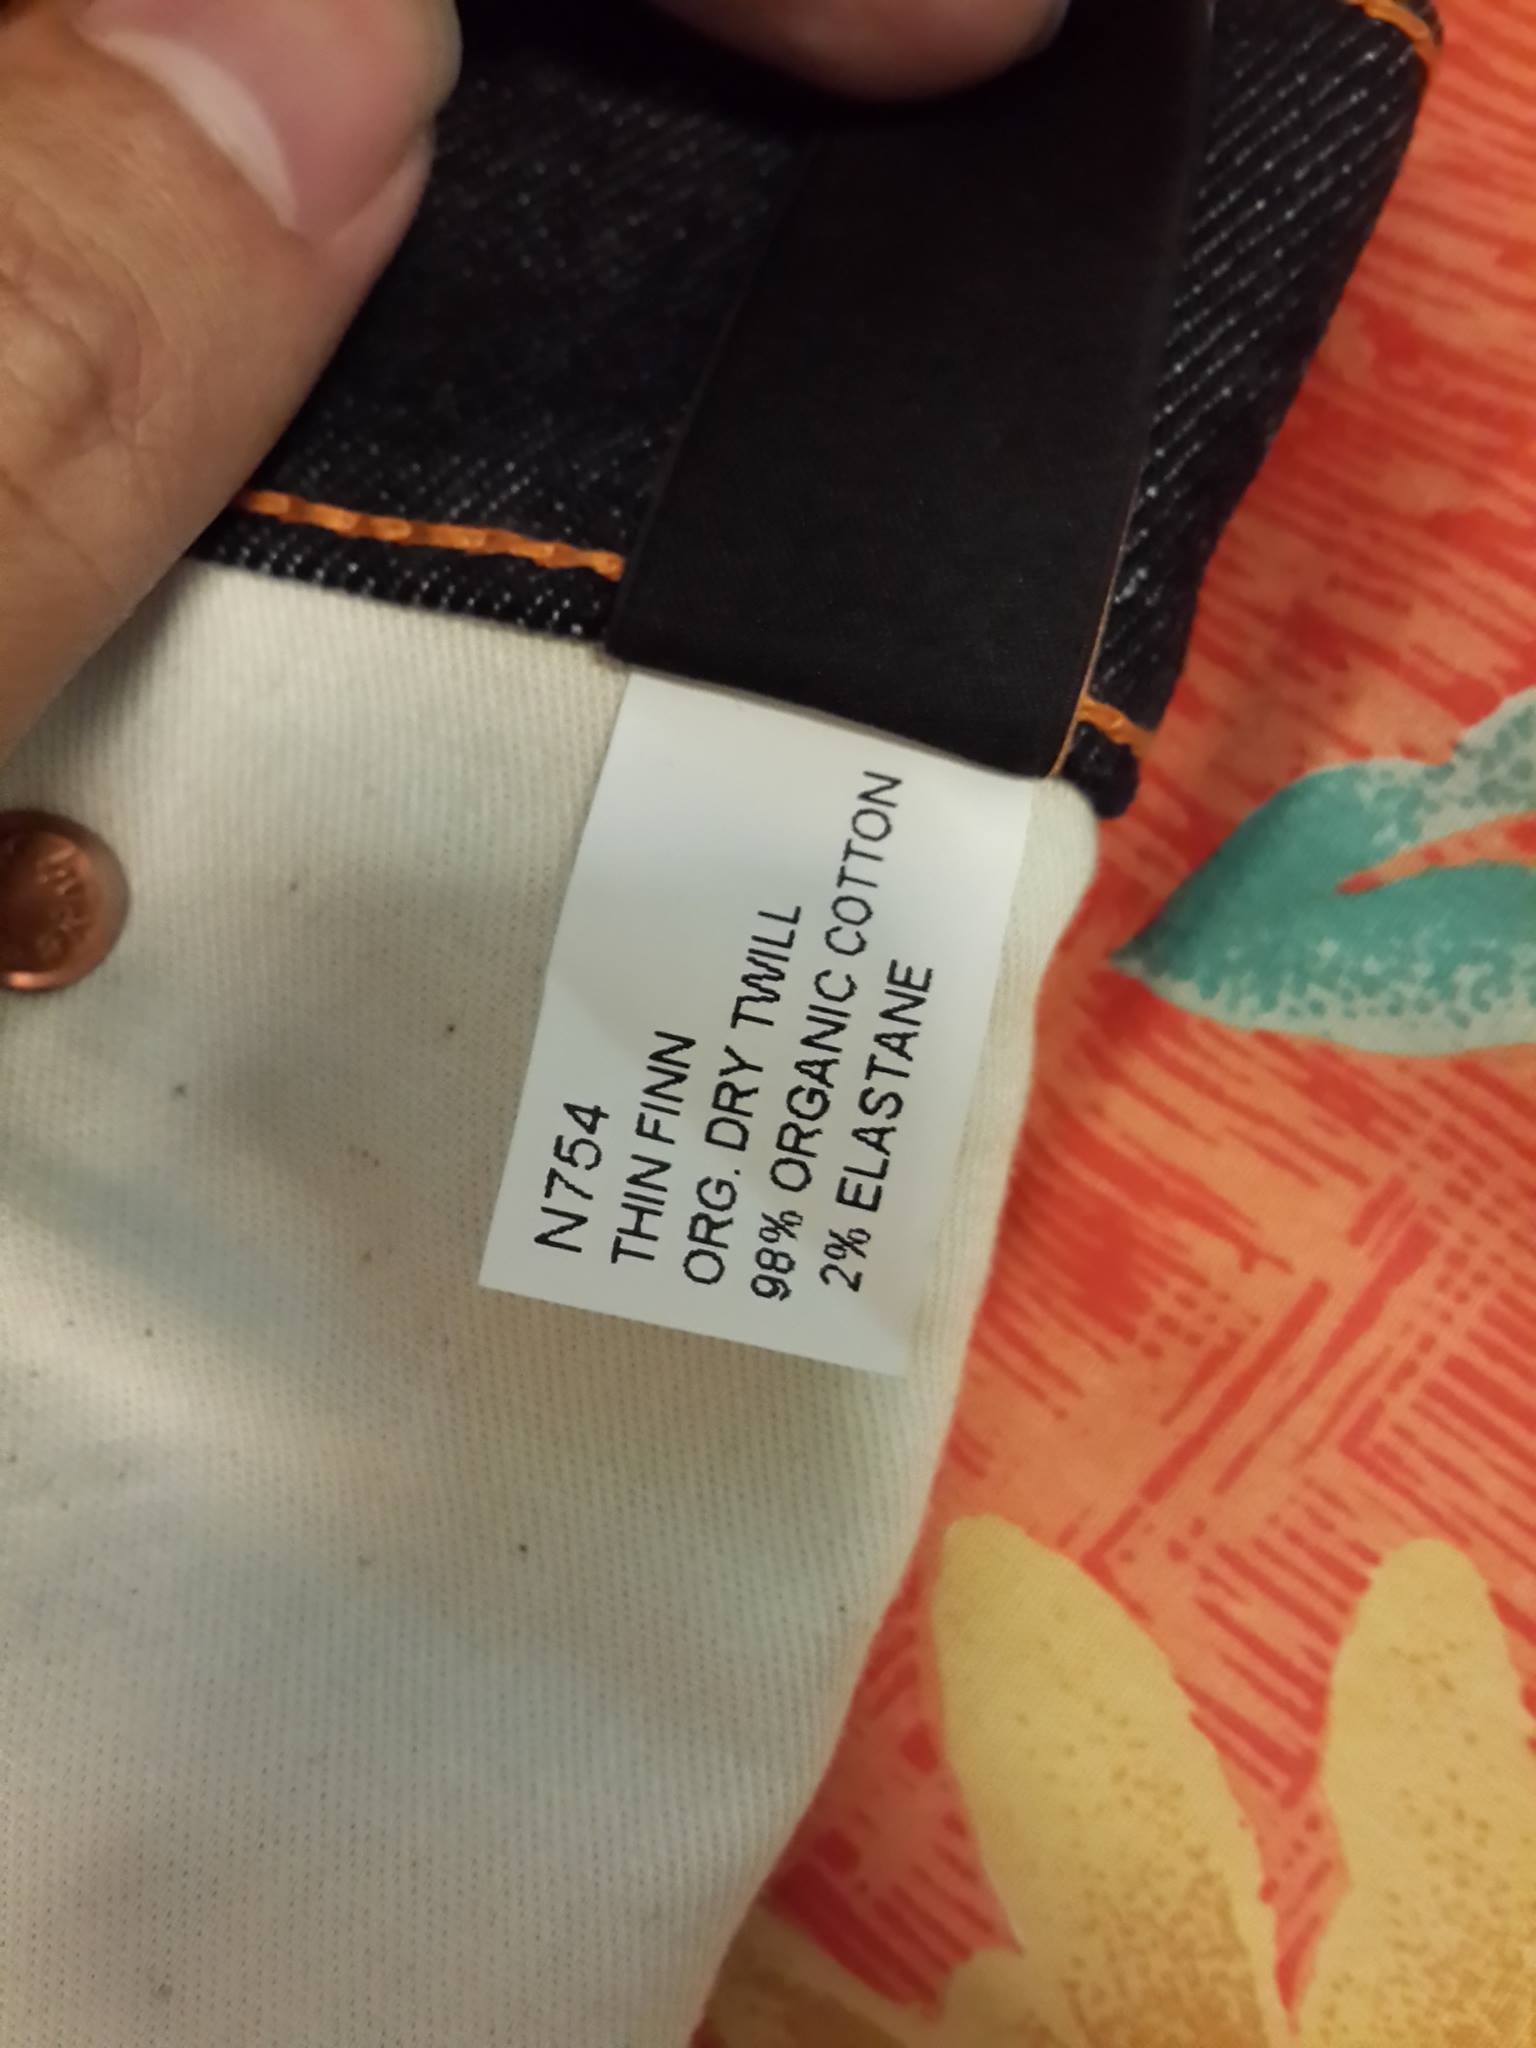 N754
THIN FINN
ORG. DRY TWILL
98% ORGANIC COTTON
2% ELASTANE